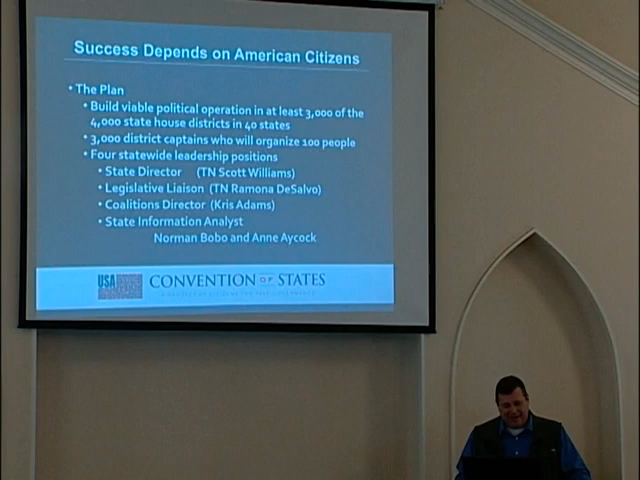 Success Depends on American Citizens
• The Plan
• Build viable political operation in at least 3,000 of the
4,000 state house districts in 40 states
• 3,000 district captains who will organize 100 people
• Four statewide leadership positions
• State Director (TN Scott Williams)
• Legislative Liaison (TN Ramona DeSalvo)
• Coalitions Director (Kris Adams)
• State Information Analyst
Norman Bobo and Anne Aycock
USA CONVENTION OF STATES